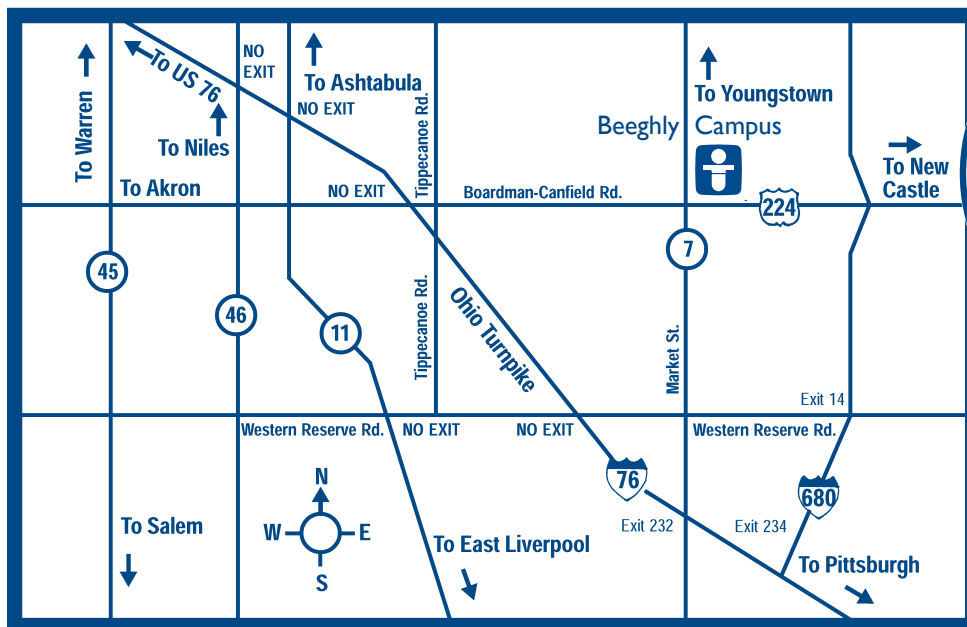 NO
EXIT
To US 76
To Warren
To Ashtabula
NO EXIT
To Niles
To Akron
NO EXIT
Tippecanoe Rd.
Boardman-Canfield Rd.
To Youngstown
Beeghly Campus
224
To New
Castle
45
46
11
7
Tippecanoe Rd.
Ohio Turnpike
Market St.
Exit 14
Western Reserve Rd.
NO EXIT
NO EXIT
Western Reserve Rd.
76
680
N
W
E
S
To Salem
To East Liverpool
Exit 232
Exit 234
To Pittsburgh